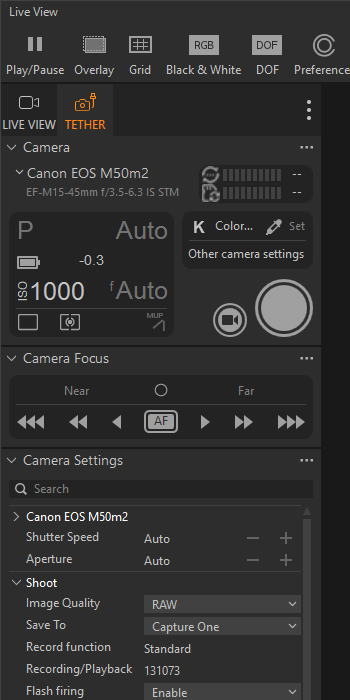 Live View
RGB DOF
Play/Pause Overlay Grid Black & White DOF Preference
LIVE VIEW TETHER
Camera
Canon EOS M50m2
EF-M15-45mm f/3.5-6.3 IS STM
--
--
P Auto
-0.3
ISO 1000 f Auto
MUP
K Color... Set
Other camera settings
Camera Focus
Near Far
AF
Camera Settings
Search
Canon EOS M50m2
Shutter Speed Auto
Aperture Auto
Shoot
Image Quality RAW
Save To Capture One
Record function Standard
Recording/Playback 131073
Flash firing Enable